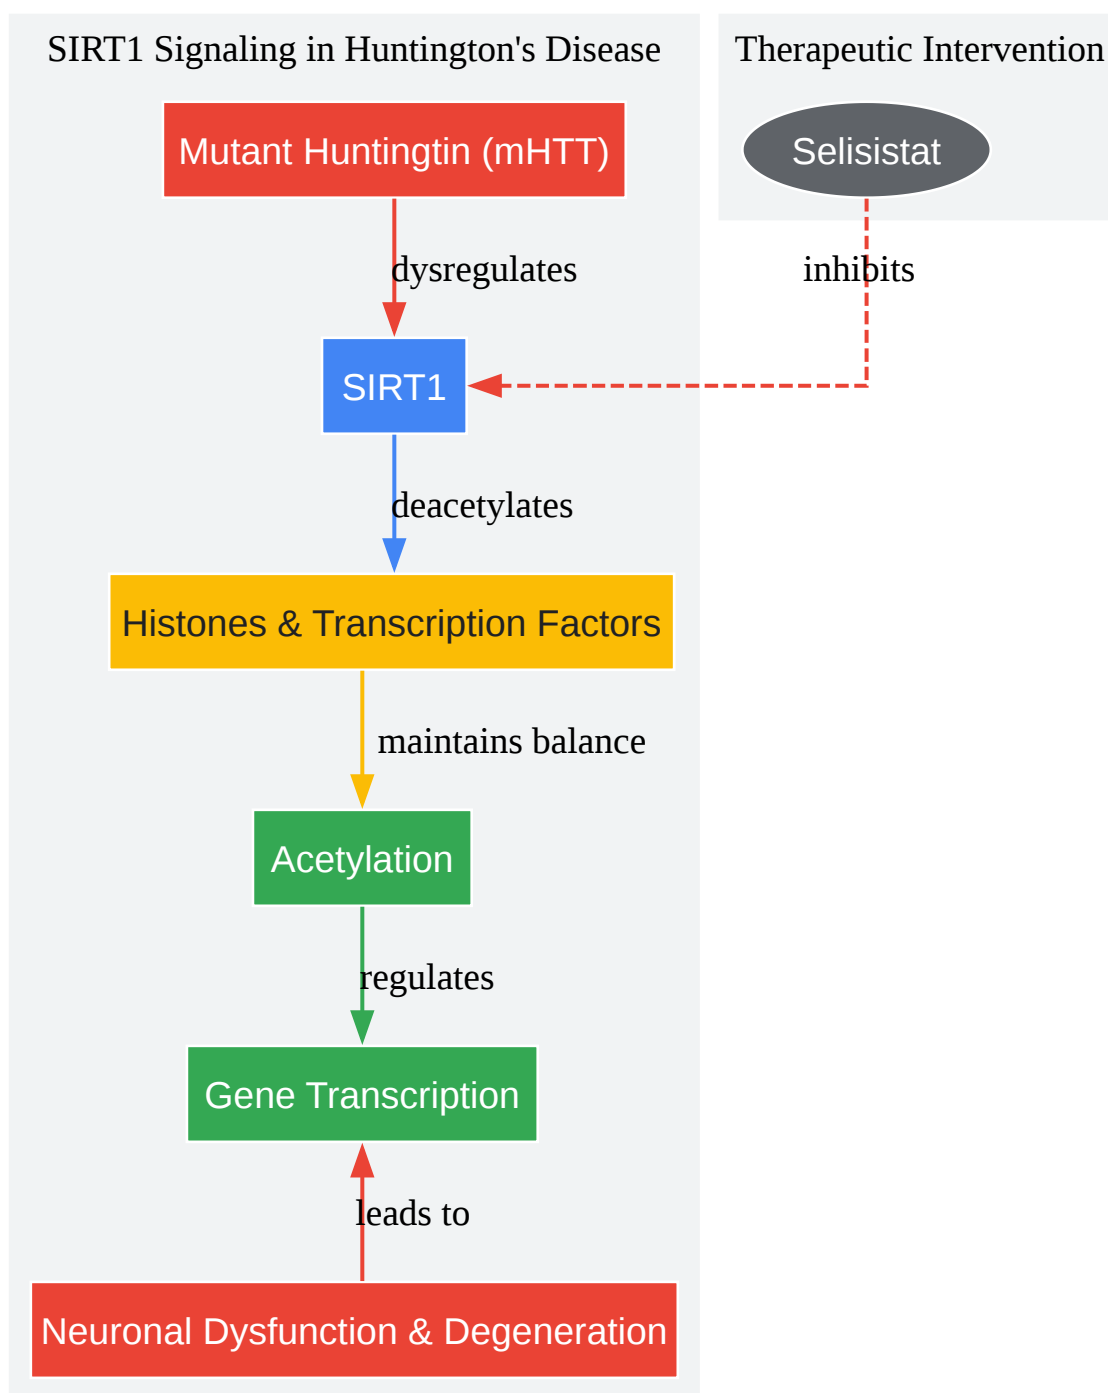 SIRT1 Signaling in Huntington's Disease
Therapeutic Intervention
Mutant Huntingtin (mHTT)
Selisistat
dysregulates
inhibits
SIRT1
deacetylates
Histones & Transcription Factors
maintains balance
Acetylation
regulates
Gene Transcription
leads to
Neuronal Dysfunction & Degeneration